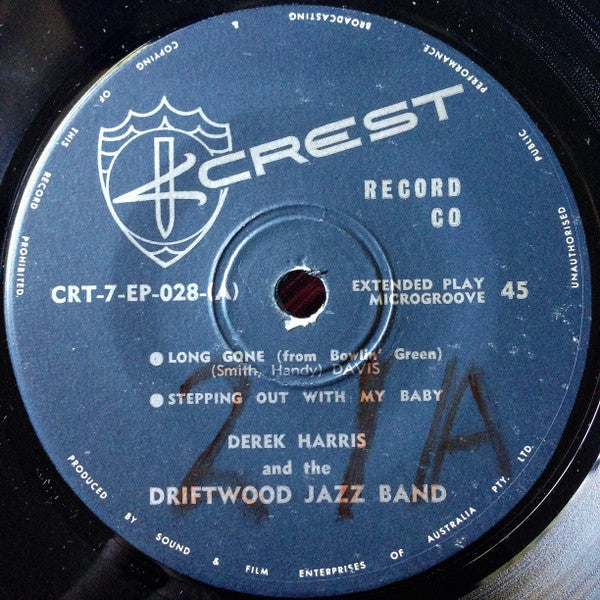 UNAUTHORISED PUBLIC PERFORMANCE BROADCASTING & COPYING OF THIS RECORD PROHIBITED
CREST
RECORD
CO
CRT-7-EP-028-(A)
EXTENDED PLAY
MICROGROOVE
45
LONG GONE (from Bowlin' Green)
(Smith, Handy) DAVIS
STEPPING OUT WITH MY BABY
21A
DEREK HARRIS
and the
DRIFTWOOD JAZZ BAND
PRODUCED BY SOUND & FILM ENTERPRISES OF AUSTRALIA PTY. LTD.